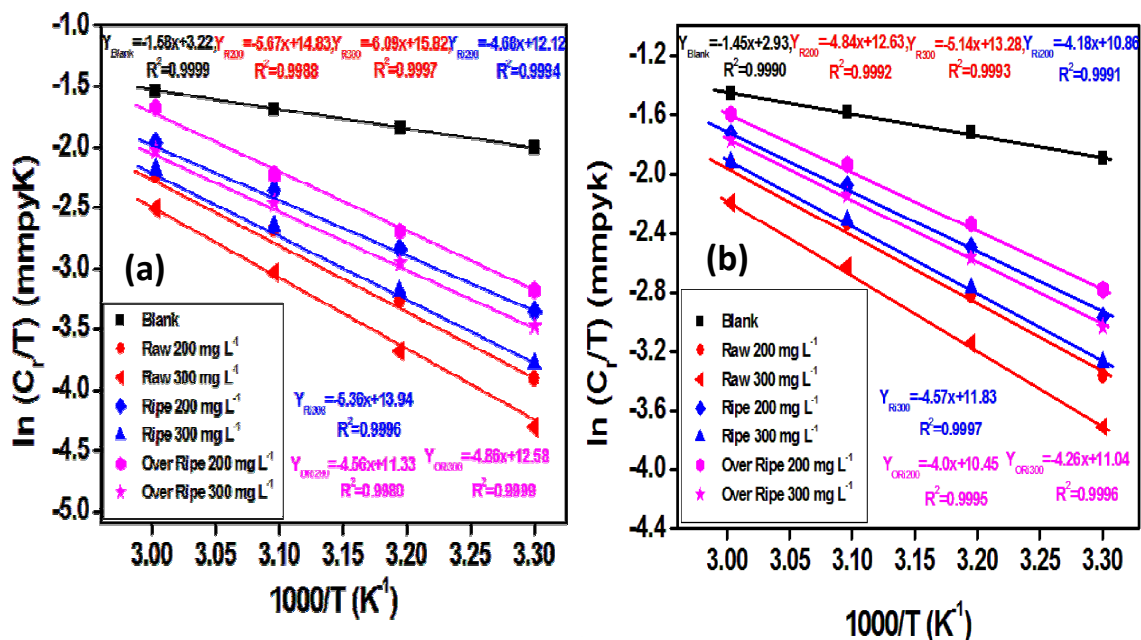 (a)
Y_Blank=-1.58x+3.22, Y_R200=-5.67x+14.83, Y_R300=-6.09x+15.82, Y_Ri200=-4.68x+12.12
R²=0.9999 R²=0.9988 R²=0.9997 R²=0.9994
ln (C_r/T) (mmpyK)
-1.0
-1.5
-2.0
-2.5
-3.0
-3.5
-4.0
-4.5
-5.0
Blank
Raw 200 mg L⁻¹
Raw 300 mg L⁻¹
Ripe 200 mg L⁻¹
Ripe 300 mg L⁻¹
Over Ripe 200 mg L⁻¹
Over Ripe 300 mg L⁻¹
Y_Ri300=-5.36x+13.94
R²=0.9996
Y_ORi200=-4.56x+11.33 Y_ORi300=-4.86x+12.58
R²=0.9980 R²=0.9999
3.00 3.05 3.10 3.15 3.20 3.25 3.30
1000/T (K⁻¹)
(b)
Y_Blank=-1.45x+2.93, Y_R200=-4.84x+12.63, Y_R300=-5.14x+13.28, Y_Ri200=-4.18x+10.86
R²=0.9990 R²=0.9992 R²=0.9993 R²=0.9991
ln (C_r/T) (mmpyk)
-1.2
-1.6
-2.0
-2.4
-2.8
-3.2
-3.6
-4.0
-4.4
Blank
Raw 200 mg L⁻¹
Raw 300 mg L⁻¹
Ripe 200 mg L⁻¹
Ripe 300 mg L⁻¹
Over Ripe 200 mg L⁻¹
Over Ripe 300 mg L⁻¹
Y_Ri300=-4.57x+11.83
R²=0.9997
Y_ORi200=-4.0x+10.45 Y_ORi300=-4.26x+11.04
R²=0.9995 R²=0.9996
3.00 3.05 3.10 3.15 3.20 3.25 3.30
1000/T (K⁻¹)